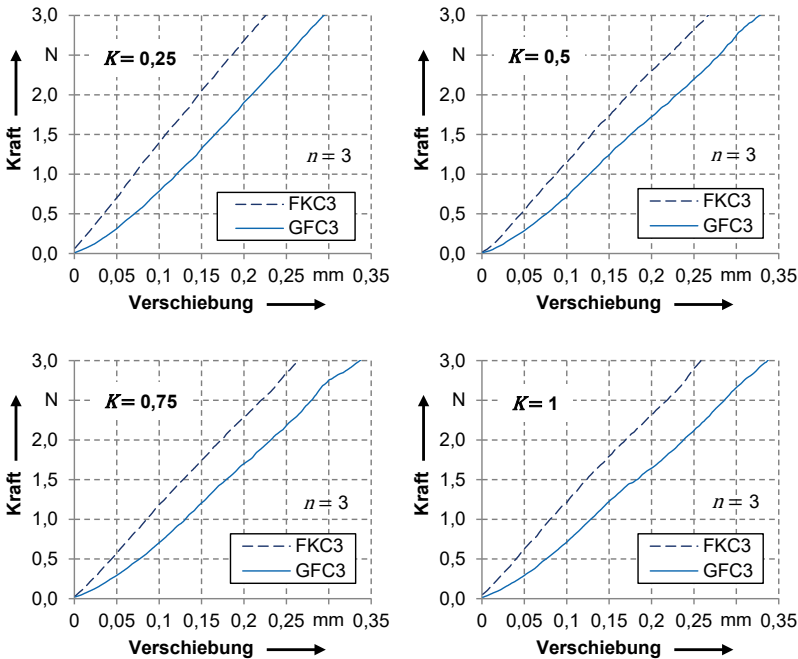 3,0
N
2,0
1,5
1,0
0,5
0,0
Kraft
K = 0,25
n = 3
FKC3
GFC3
0 0,05 0,1 0,15 0,2 0,25 mm 0,35
Verschiebung
3,0
N
2,0
1,5
1,0
0,5
0,0
Kraft
K = 0,5
n = 3
FKC3
GFC3
0 0,05 0,1 0,15 0,2 0,25 mm 0,35
Verschiebung
3,0
N
2,0
1,5
1,0
0,5
0,0
Kraft
K = 0,75
n = 3
FKC3
GFC3
0 0,05 0,1 0,15 0,2 0,25 mm 0,35
Verschiebung
3,0
N
2,0
1,5
1,0
0,5
0,0
Kraft
K = 1
n = 3
FKC3
GFC3
0 0,05 0,1 0,15 0,2 0,25 mm 0,35
Verschiebung